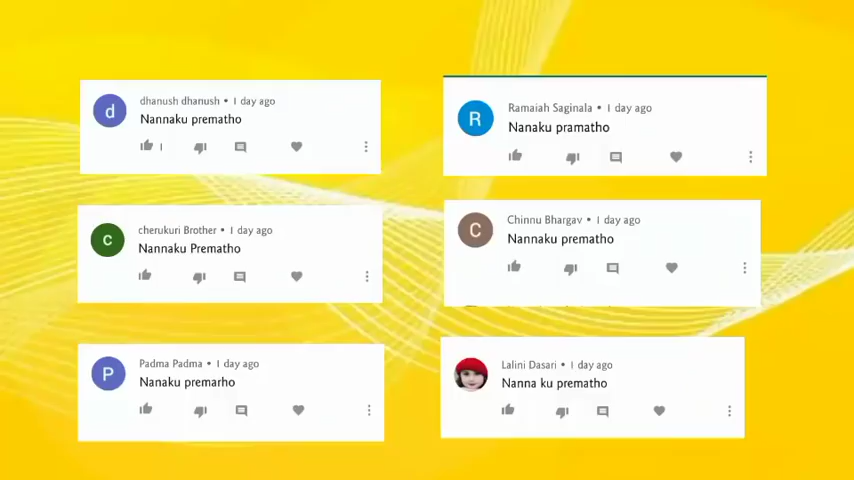 dhanush dhanush • 1 day ago
Nannaku prematho
1
Ramaiah Saginala • 1 day ago
Nanaku pramatho
cherukuri Brother • 1 day ago
Nannaku Prematho
Chinnu Bhargav • 1 day ago
Nannaku prematho
Padma Padma • 1 day ago
Nanaku premarho
Lalini Dasari • 1 day ago
Nanna ku prematho